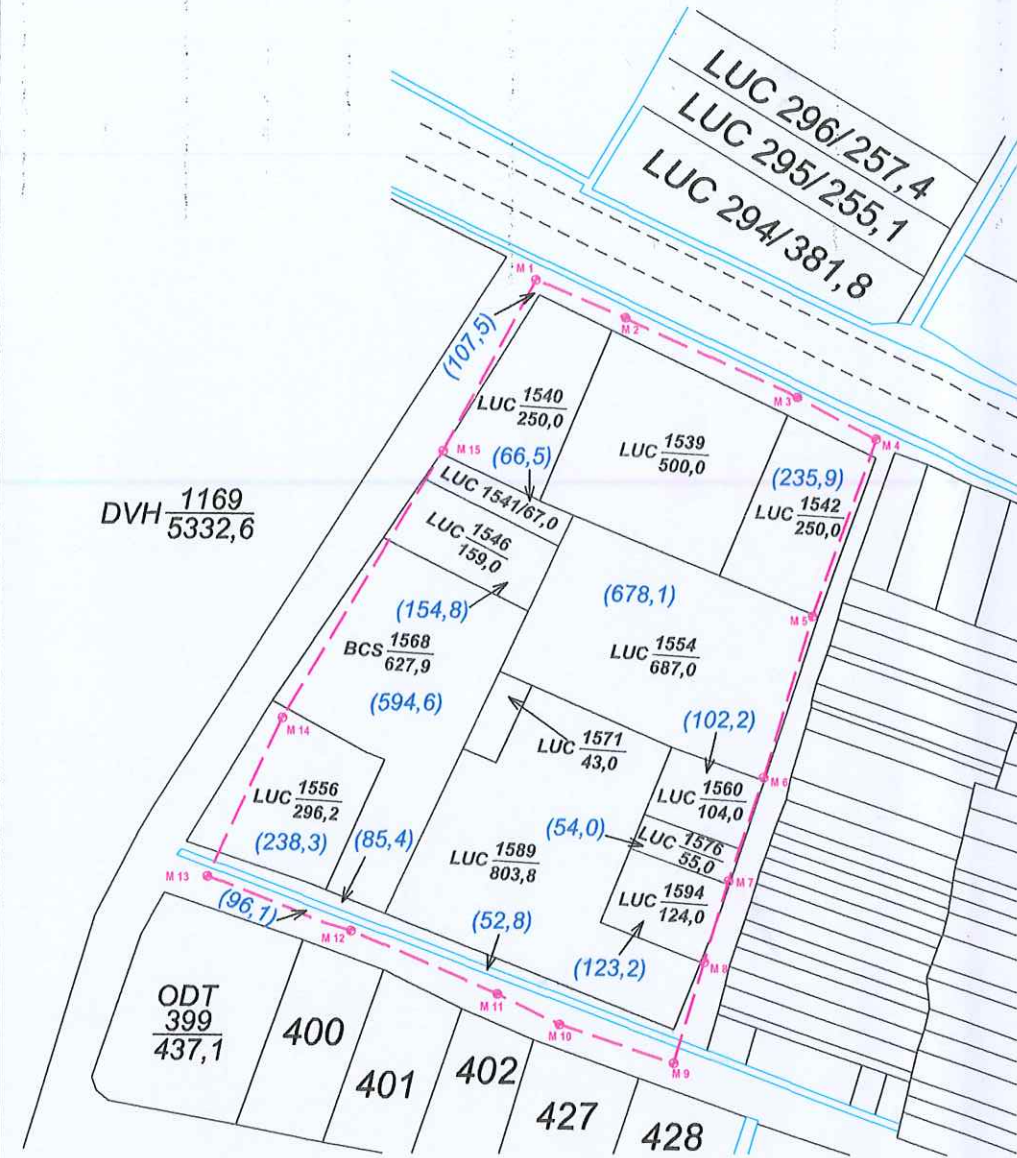 LUC 296/257,4
LUC 295/255,1
LUC 294/381,8
M 1
M 2
(107,5)
M 3
LUC 1540
250,0
M 4
LUC 1539
500,0
M 15
(66,5)
(235,9)
LUC 1541/67,0
LUC 1542
250,0
DVH 1169
5332,6
LUC 1546
159,0
(154,8)
(678,1)
M 5
BCS 1568
627,9
LUC 1554
687,0
(594,6)
M 14
(102,2)
LUC 1571
43,0
M 6
LUC 1556
296,2
LUC 1560
104,0
(238,3)
(85,4)
(54,0)
LUC 1576
55,0
LUC 1589
803,8
M 13
M 7
(96,1)
LUC 1594
124,0
(52,8)
M 12
(123,2)
M 8
M 11
ODT
399
437,1
400
M 10
M 9
401
402
427
428